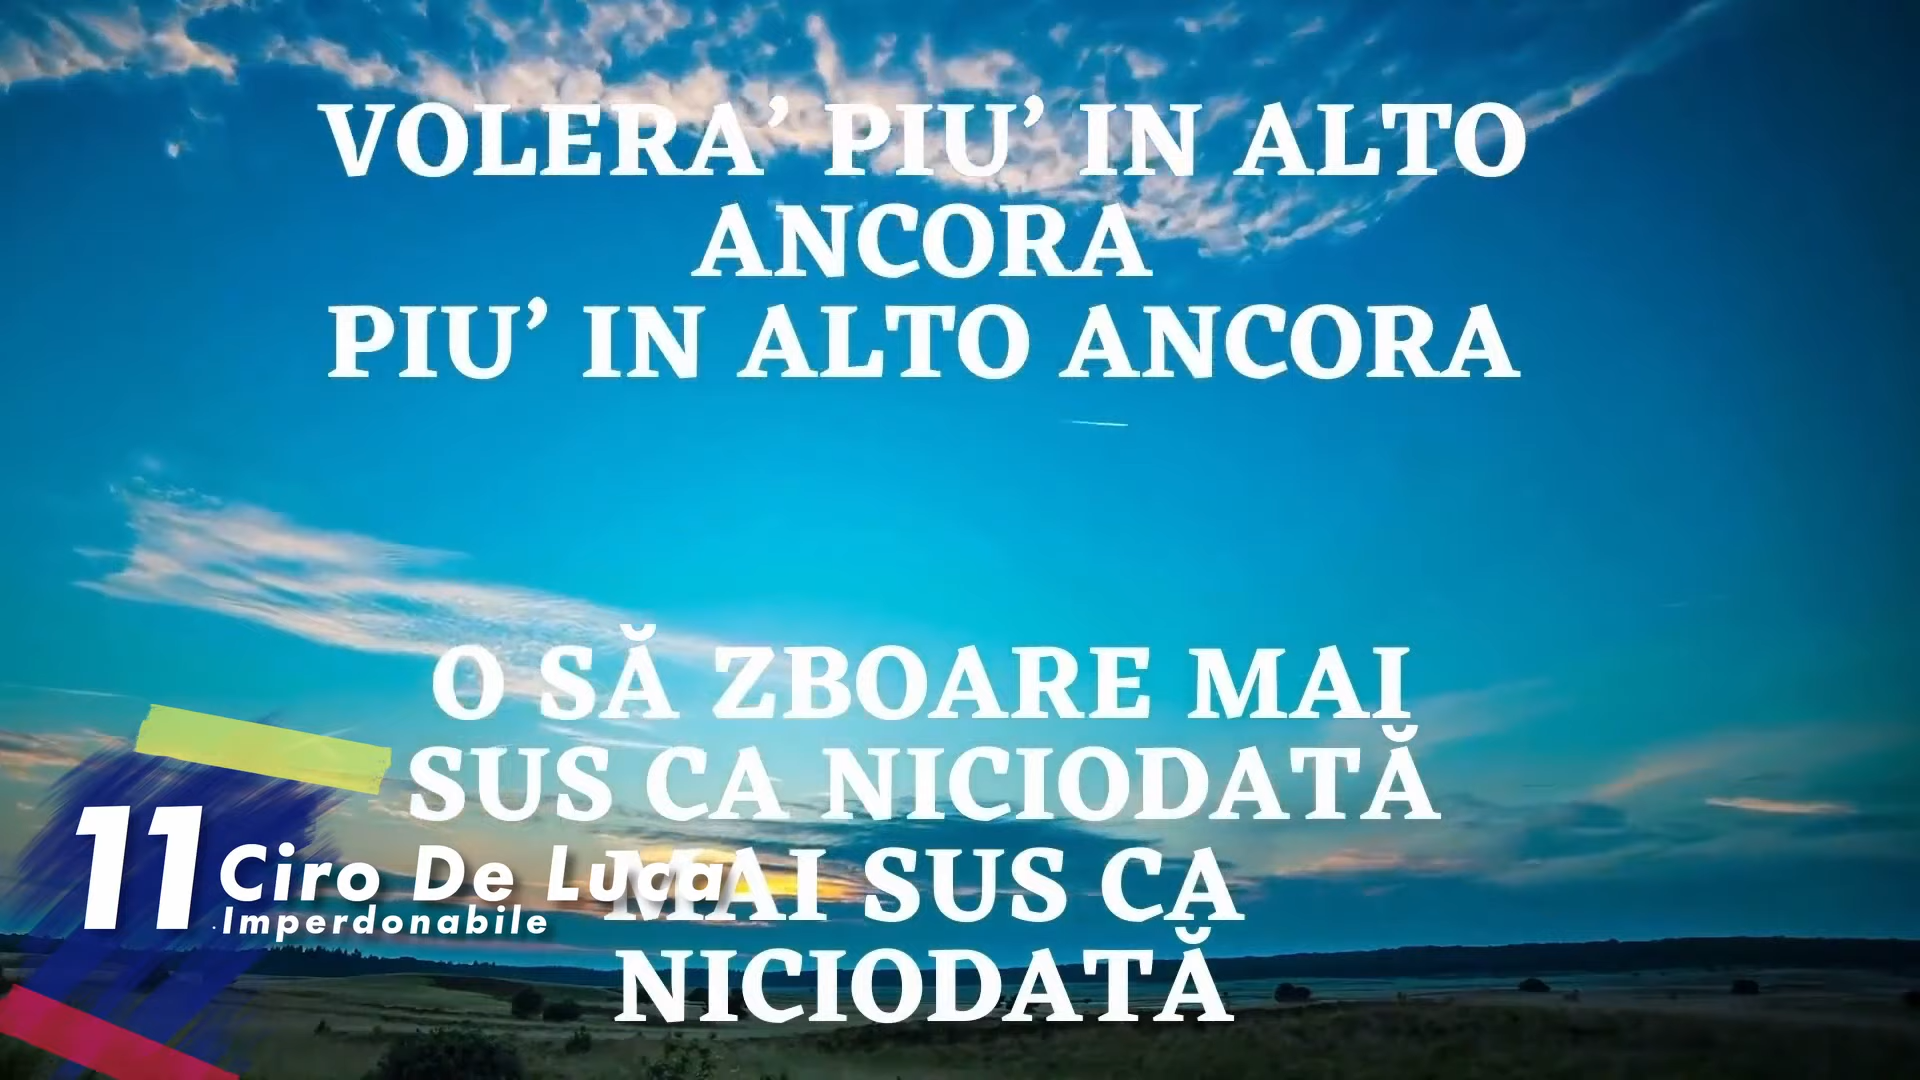 VOLERA’ PIU’ IN ALTO
ANCORA
PIU’ IN ALTO ANCORA
O SĂ ZBOARE MAI
SUS CA NICIODATĂ
MAI SUS CA
NICIODATĂ
11
Ciro De Luca
Imperdonabile